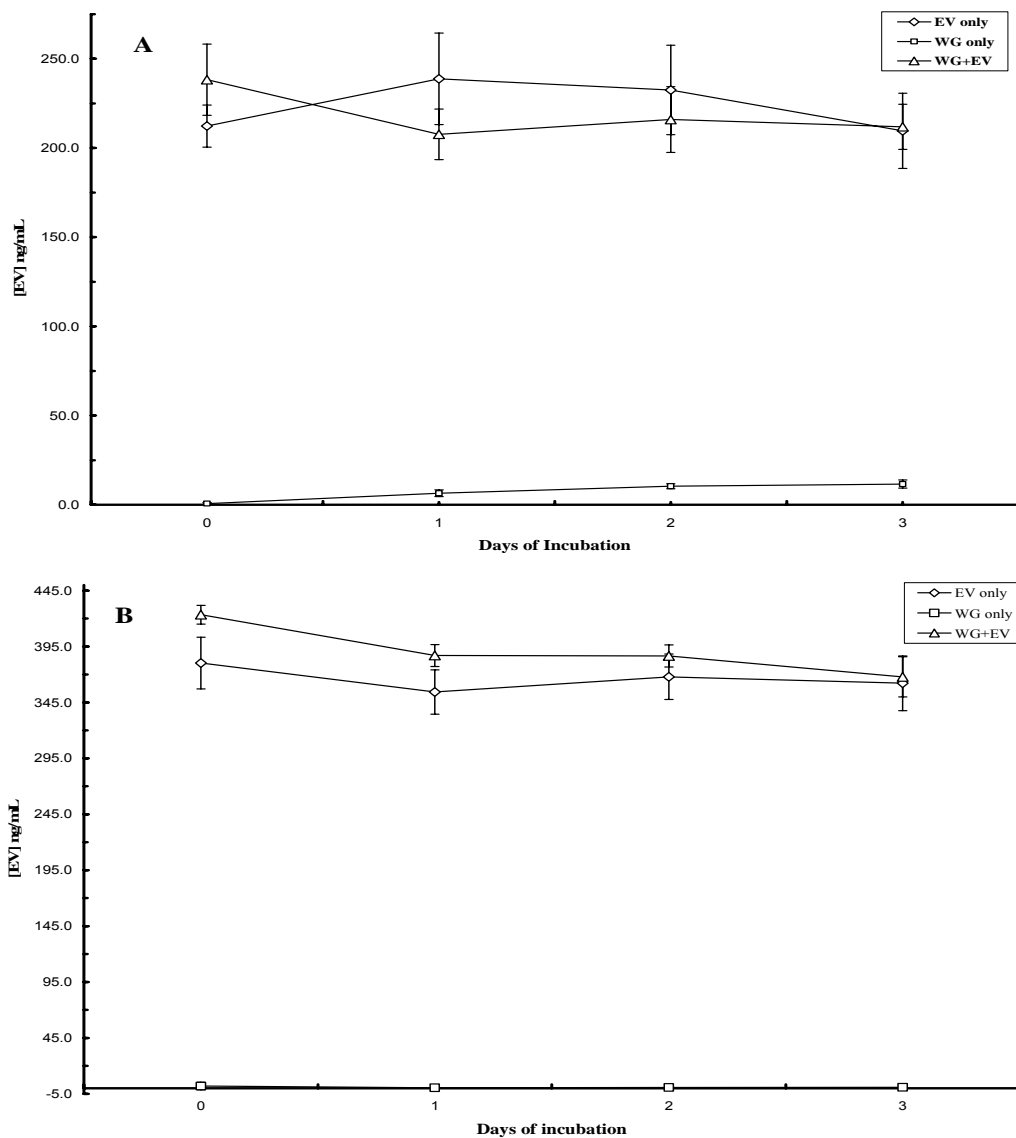 A
EV only
WG only
WG+EV
250.0
200.0
150.0
100.0
50.0
0.0
[EV] ng/mL
0 1 2 3
Days of Incubation
B
EV only
WG only
WG+EV
445.0
395.0
345.0
295.0
245.0
195.0
145.0
95.0
45.0
-5.0
[EV] ng/mL
0 1 2 3
Days of incubation